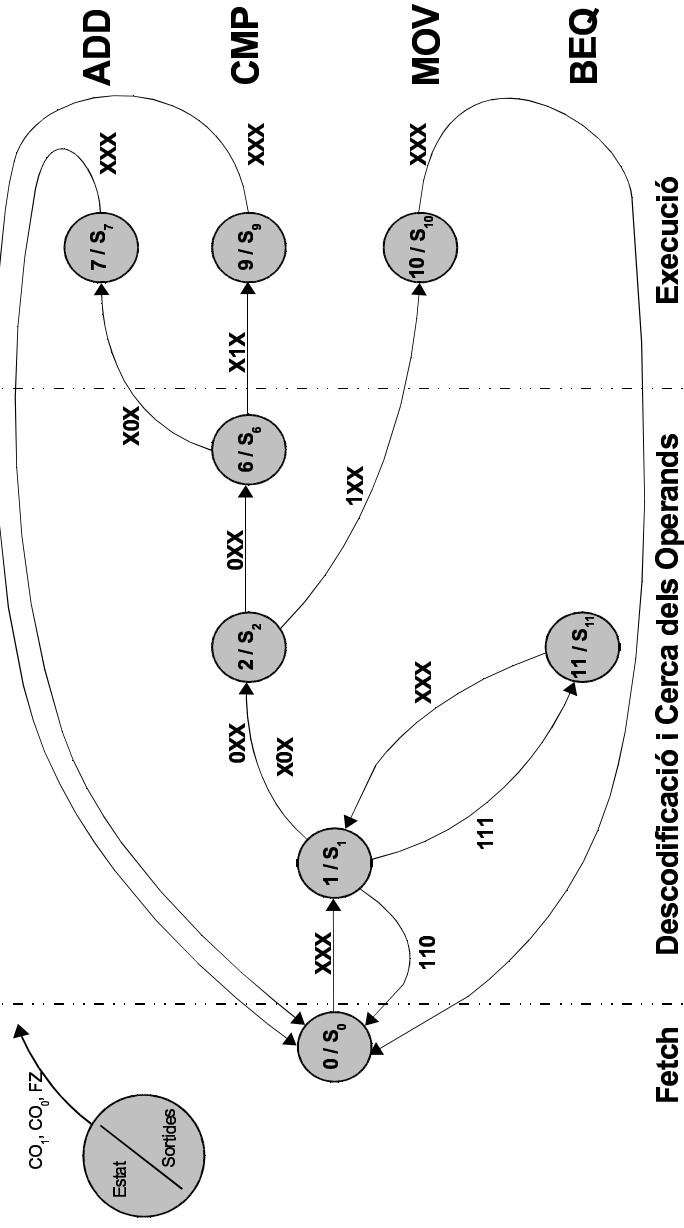 Estat
Sortides
CO1, CO0, FZ
Fetch
Descodificació i Cerca dels Operands
Execució
ADD
CMP
MOV
BEQ
0 / S0
XXX
110
1 / S1
0XX
X0X
111
XXX
2 / S2
11 / S11
0XX
1XX
6 / S6
X0X
X1X
7 / S7
9 / S9
10 / S10
XXX
XXX
XXX